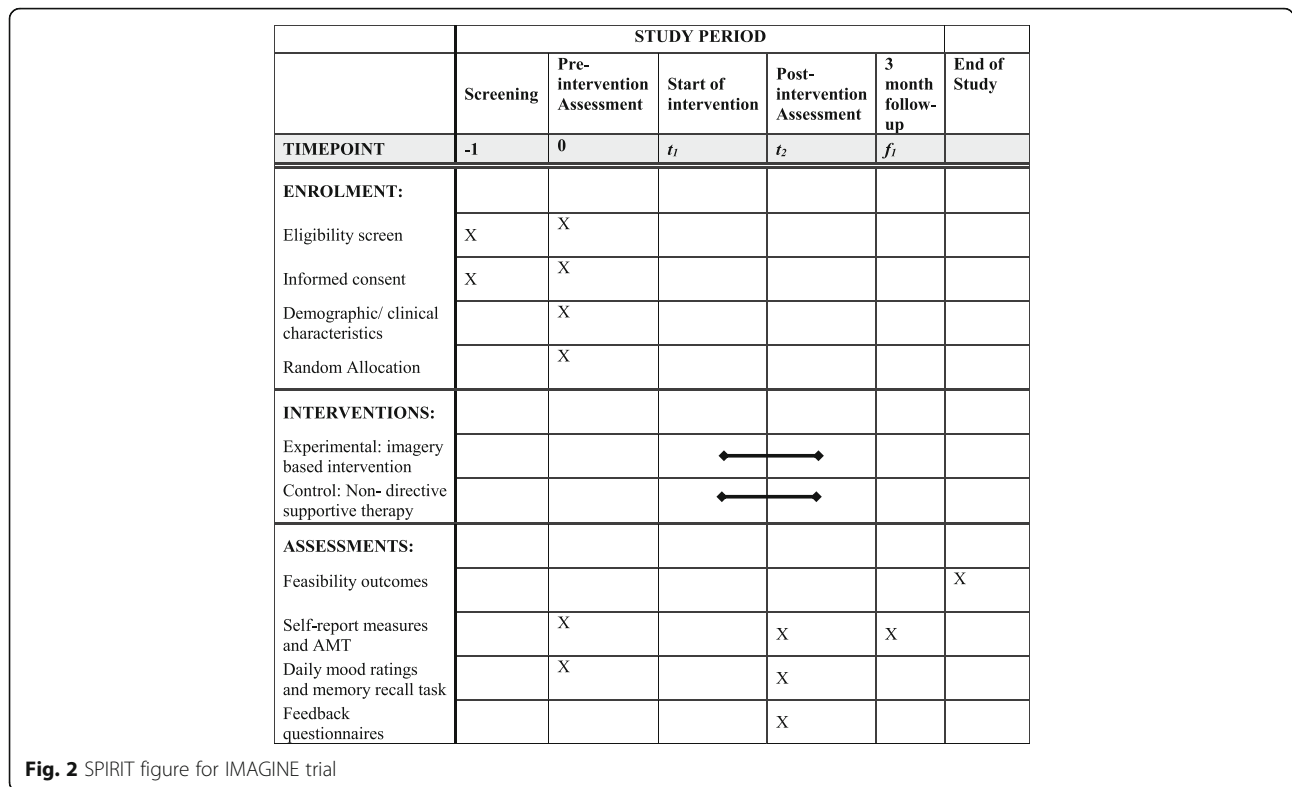 STUDY PERIOD
Screening
Pre-
intervention
Assessment
Start of
intervention
Post-
intervention
Assessment
3
month
follow-
up
End of
Study
TIMEPOINT -1 0 t1 t2 f1
ENROLMENT:
Eligibility screen X X
Informed consent X X
Demographic/ clinical
characteristics X
Random Allocation X
INTERVENTIONS:
Experimental: imagery
based intervention
Control: Non- directive
supportive therapy
ASSESSMENTS:
Feasibility outcomes X
Self-report measures
and AMT X X X
Daily mood ratings
and memory recall task X X
Feedback
questionnaires X
Fig. 2 SPIRIT figure for IMAGINE trial